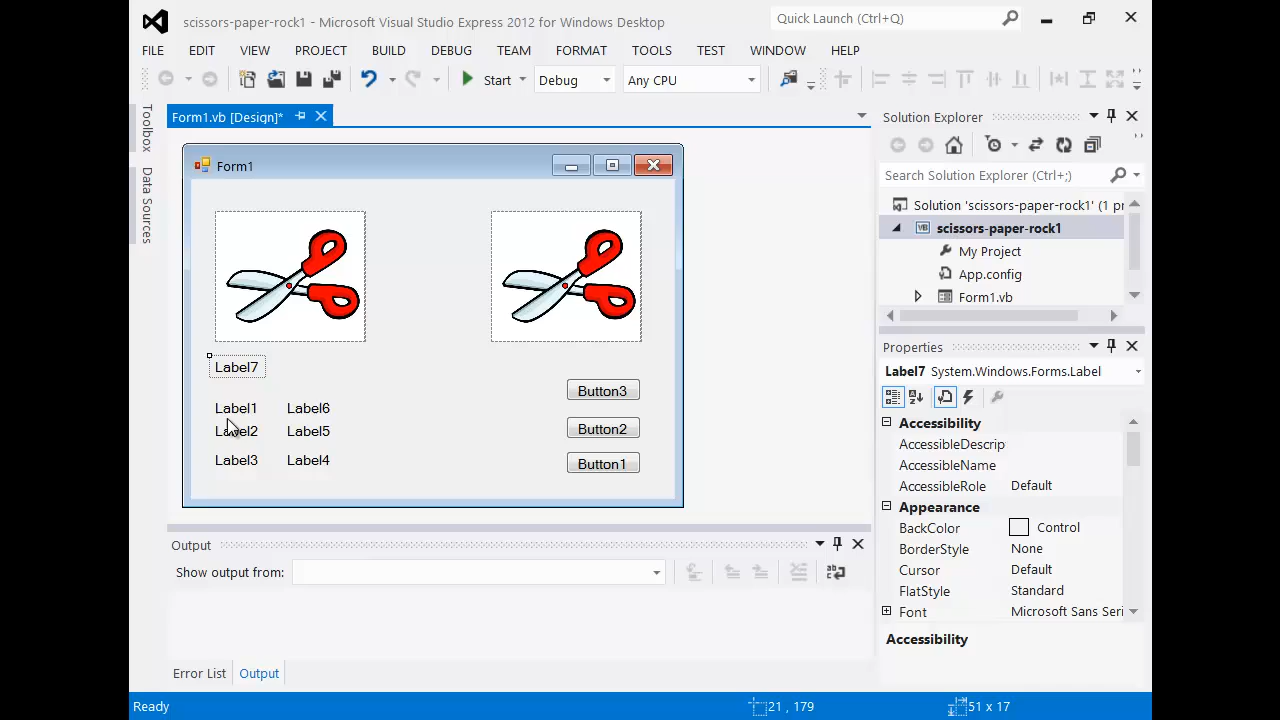 scissors-paper-rock1 - Microsoft Visual Studio Express 2012 for Windows Desktop
Quick Launch (Ctrl+Q)
FILE EDIT VIEW PROJECT BUILD DEBUG TEAM FORMAT TOOLS TEST WINDOW HELP
Start Debug Any CPU
Toolbox
Data Sources
Form1.vb [Design]*
Form1
Label7
Label1 Label6
Label2 Label5
Label3 Label4
Button3
Button2
Button1
Output
Show output from:
Error List Output
Solution Explorer
Search Solution Explorer (Ctrl+;)
Solution 'scissors-paper-rock1' (1 pr
VB scissors-paper-rock1
My Project
App.config
Form1.vb
Properties
Label7 System.Windows.Forms.Label
Accessibility
AccessibleDescrip
AccessibleName
AccessibleRole Default
Appearance
BackColor Control
BorderStyle None
Cursor Default
FlatStyle Standard
Font Microsoft Sans Seri
Accessibility
Ready 21 , 179 51 x 17